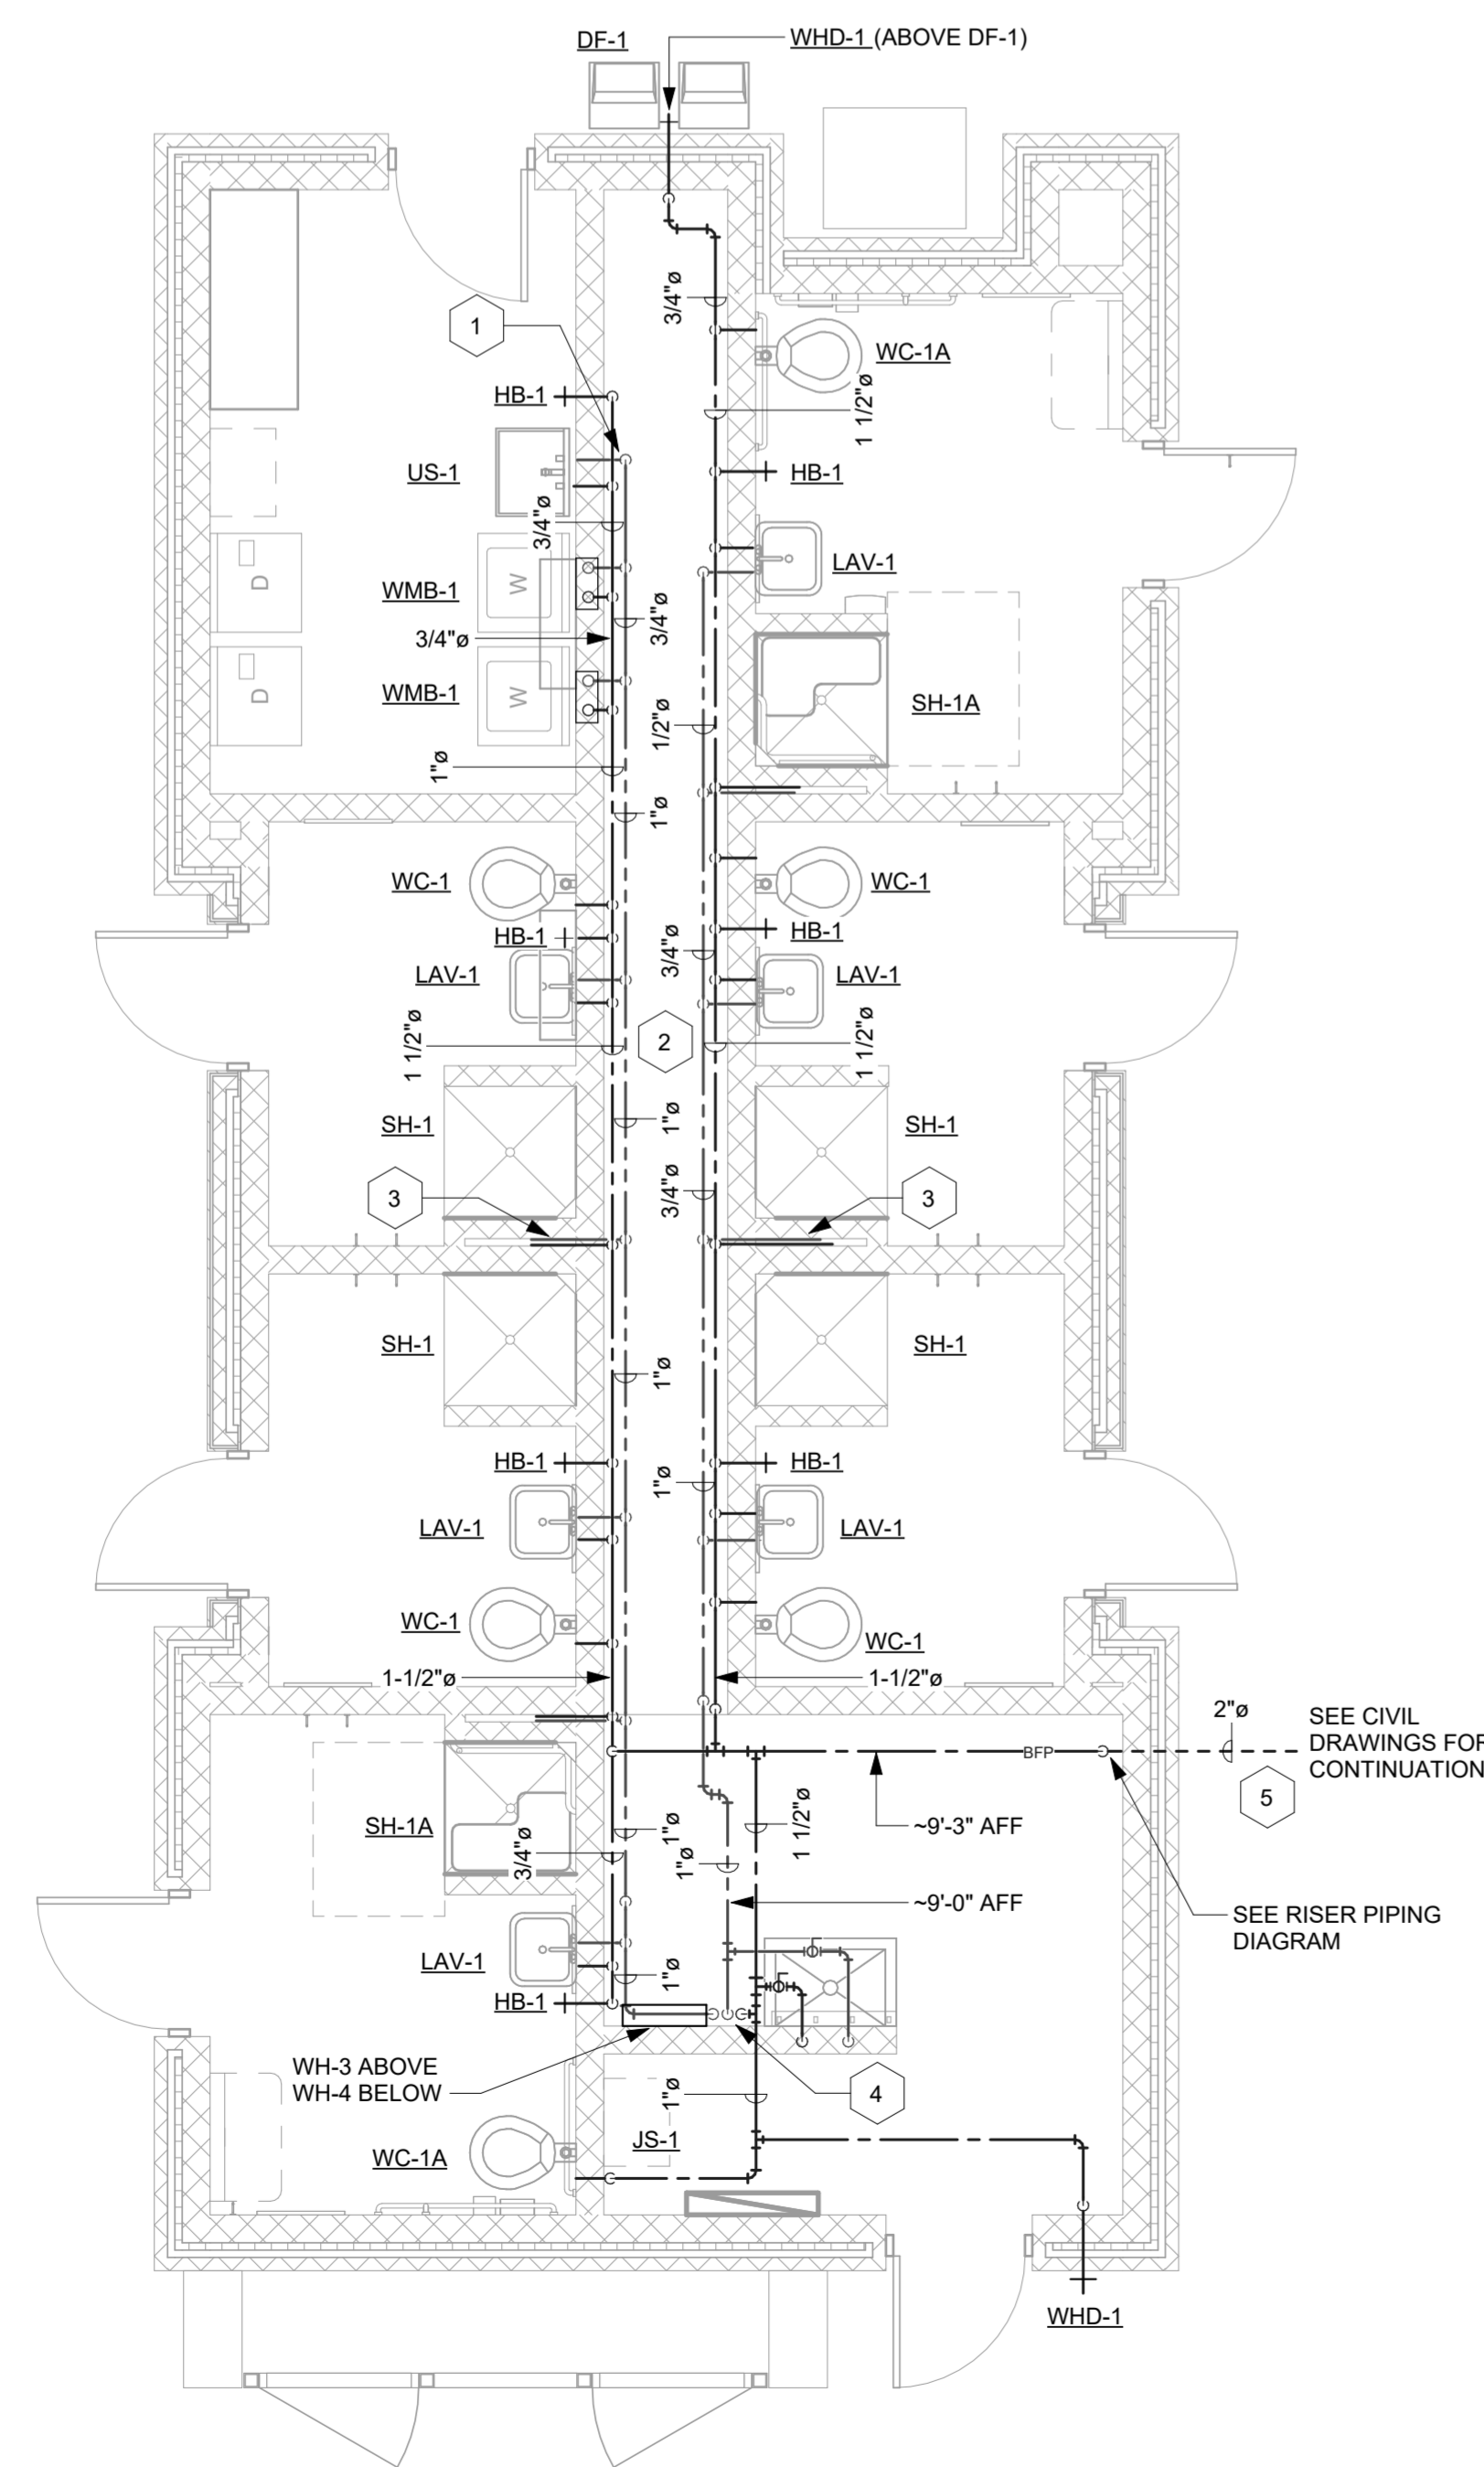 DF-1
WHD-1 (ABOVE DF-1)
3/4"ø
1
WC-1A
1 1/2"ø
HB-1
US-1
HB-1
3/4"ø
LAV-1
D
W
WMB-1
3/4"ø
3/4"ø
D
W
WMB-1
SH-1A
1/2"ø
1"ø
1"ø
WC-1
WC-1
HB-1
HB-1
3/4"ø
LAV-1
LAV-1
1 1/2"ø
2
1 1/2"ø
SH-1
1"ø
SH-1
3
3/4"ø
3
SH-1
1"ø
SH-1
HB-1
HB-1
1"ø
LAV-1
LAV-1
WC-1
WC-1
1-1/2"ø
1-1/2"ø
2"ø
SEE CIVIL
DRAWINGS FOR
CONTINUATION
BFP
5
SH-1A
3/4"ø
1"ø
1"ø
1 1/2"ø
~9'-3" AFF
~9'-0" AFF
SEE RISER PIPING
DIAGRAM
LAV-1
1"ø
HB-1
WH-3 ABOVE
WH-4 BELOW
4
1"ø
JS-1
WC-1A
WHD-1